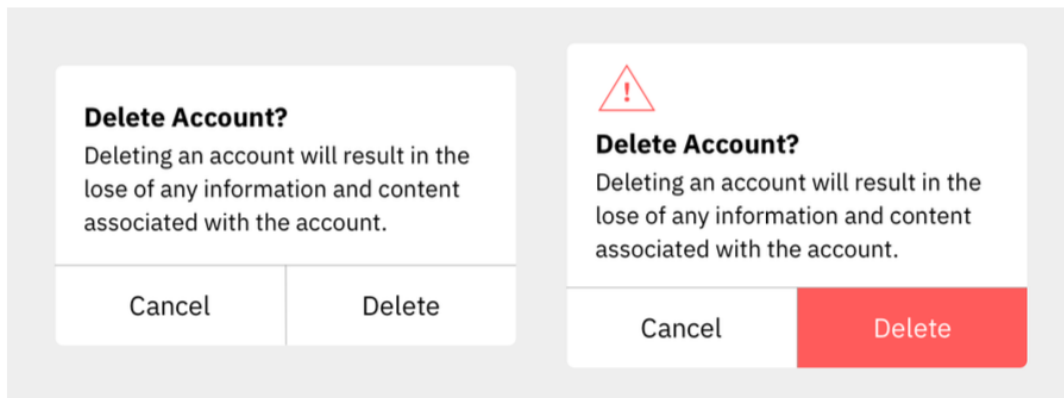 Delete Account?
Deleting an account will result in the
lose of any information and content
associated with the account.
Cancel
Delete
!
Delete Account?
Deleting an account will result in the
lose of any information and content
associated with the account.
Cancel
Delete